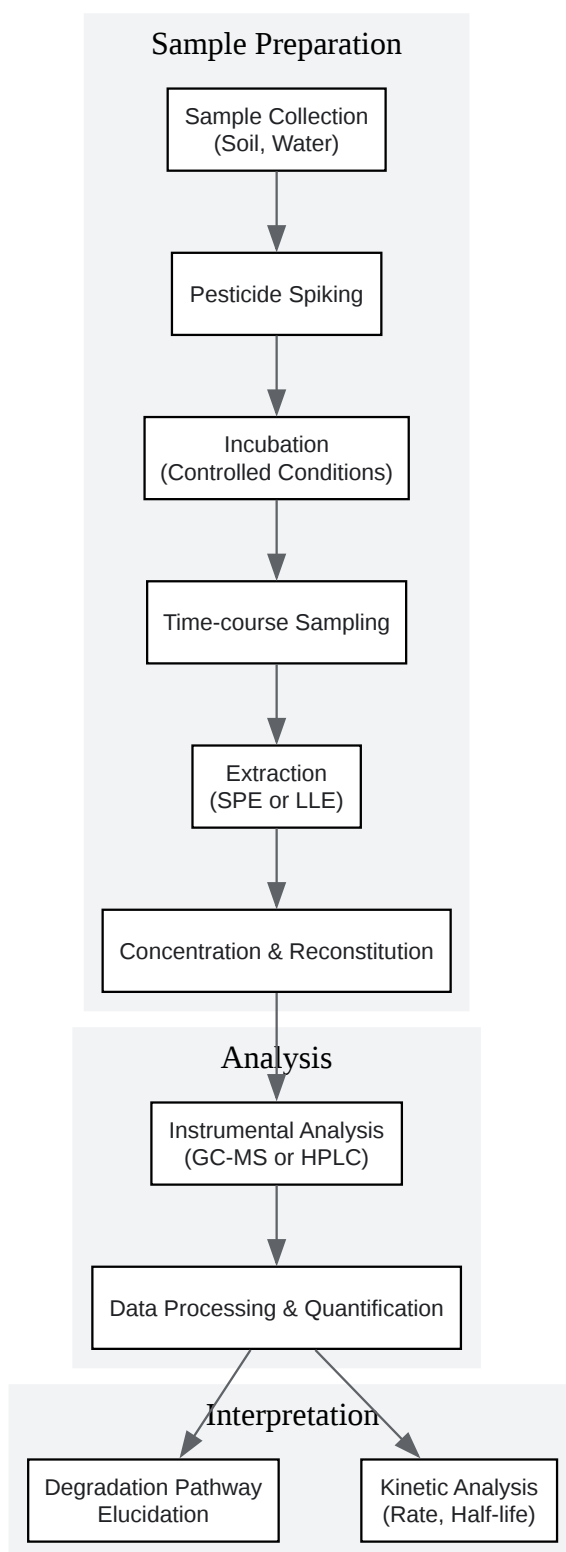 Sample Preparation
Sample Collection
(Soil, Water)
Pesticide Spiking
Incubation
(Controlled Conditions)
Time-course Sampling
Extraction
(SPE or LLE)
Concentration & Reconstitution
Analysis
Instrumental Analysis
(GC-MS or HPLC)
Data Processing & Quantification
Interpretation
Degradation Pathway
Elucidation
Kinetic Analysis
(Rate, Half-life)